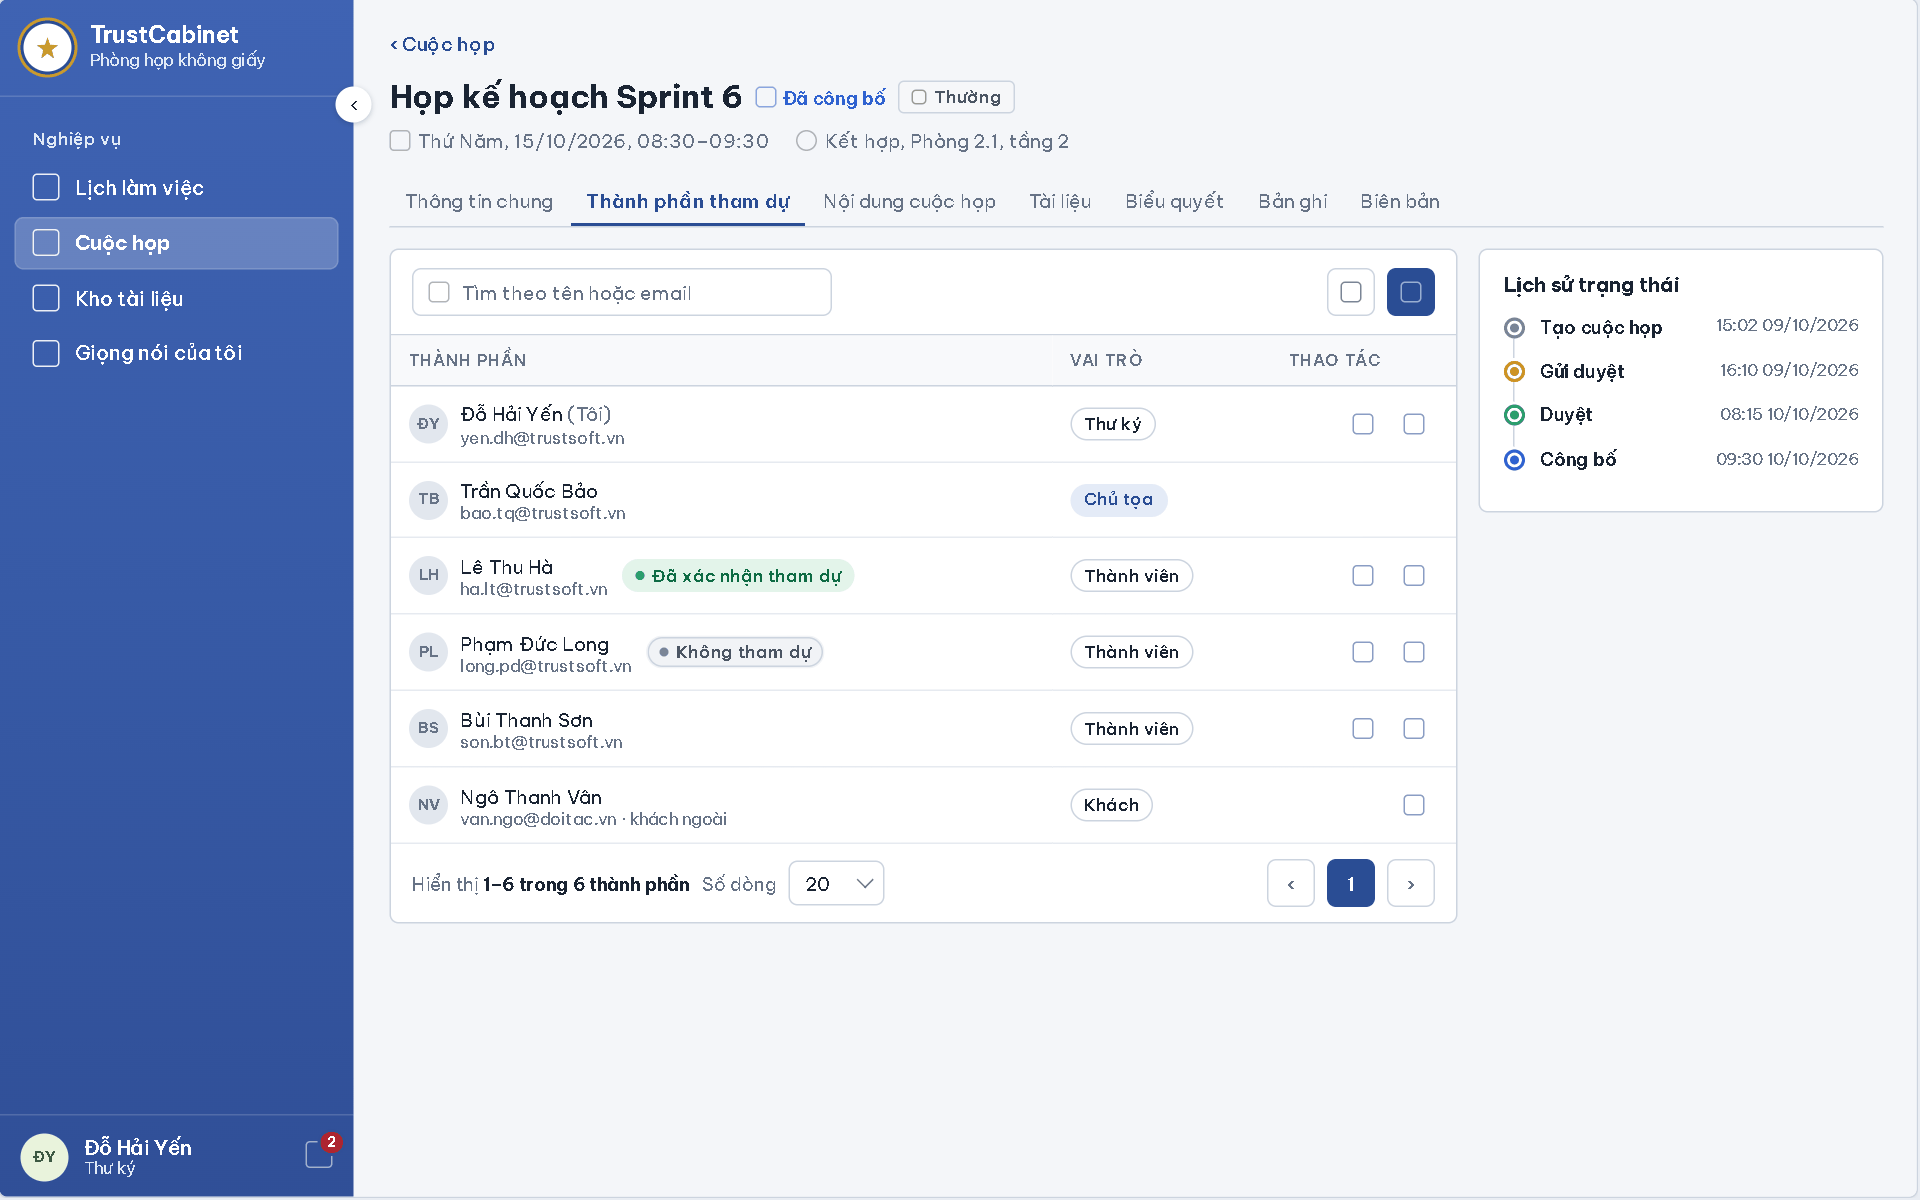 TrustCabinet
Phòng họp không giấy
Nghiệp vụ
Lịch làm việc
Cuộc họp
Kho tài liệu
Giọng nói của tôi
ĐY
Đỗ Hải Yến
Thư ký
2
‹ Cuộc họp
Họp kế hoạch Sprint 6
Đã công bố
Thường
Thứ Năm, 15/10/2026, 08:30–09:30
Kết hợp, Phòng 2.1, tầng 2
Thông tin chung
Thành phần tham dự
Nội dung cuộc họp
Tài liệu
Biểu quyết
Bản ghi
Biên bản
Tìm theo tên hoặc email
THÀNH PHẦN
VAI TRÒ
THAO TÁC
ĐY
Đỗ Hải Yến (Tôi)
yen.dh@trustsoft.vn
Thư ký
TB
Trần Quốc Bảo
bao.tq@trustsoft.vn
Chủ tọa
LH
Lê Thu Hà
ha.lt@trustsoft.vn
Đã xác nhận tham dự
Thành viên
PL
Phạm Đức Long
long.pd@trustsoft.vn
Không tham dự
Thành viên
BS
Bùi Thanh Sơn
son.bt@trustsoft.vn
Thành viên
NV
Ngô Thanh Vân
van.ngo@doitac.vn · khách ngoài
Khách
Hiển thị 1–6 trong 6 thành phần
Số dòng
20
‹
1
›
Lịch sử trạng thái
Tạo cuộc họp
15:02 09/10/2026
Gửi duyệt
16:10 09/10/2026
Duyệt
08:15 10/10/2026
Công bố
09:30 10/10/2026